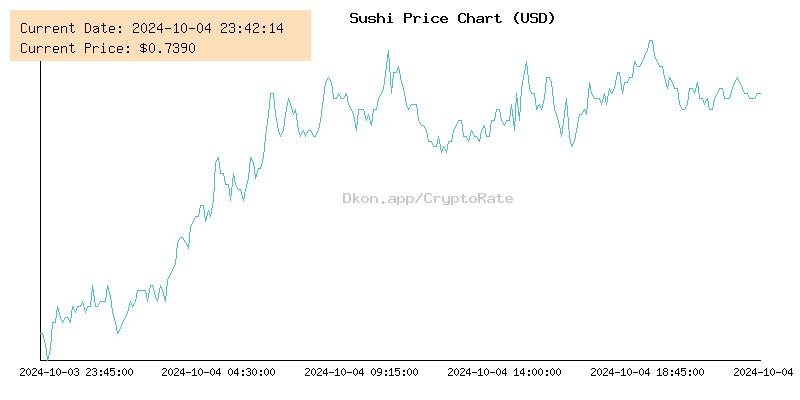 Sushi Price Chart (USD)
Current Date: 2024-10-04 23:42:14
Current Price: $0.7390
Dkon.app/CryptoRate
2024-10-03 23:45:00
2024-10-04 04:30:00
2024-10-04 09:15:00
2024-10-04 14:00:00
2024-10-04 18:45:00
2024-10-04